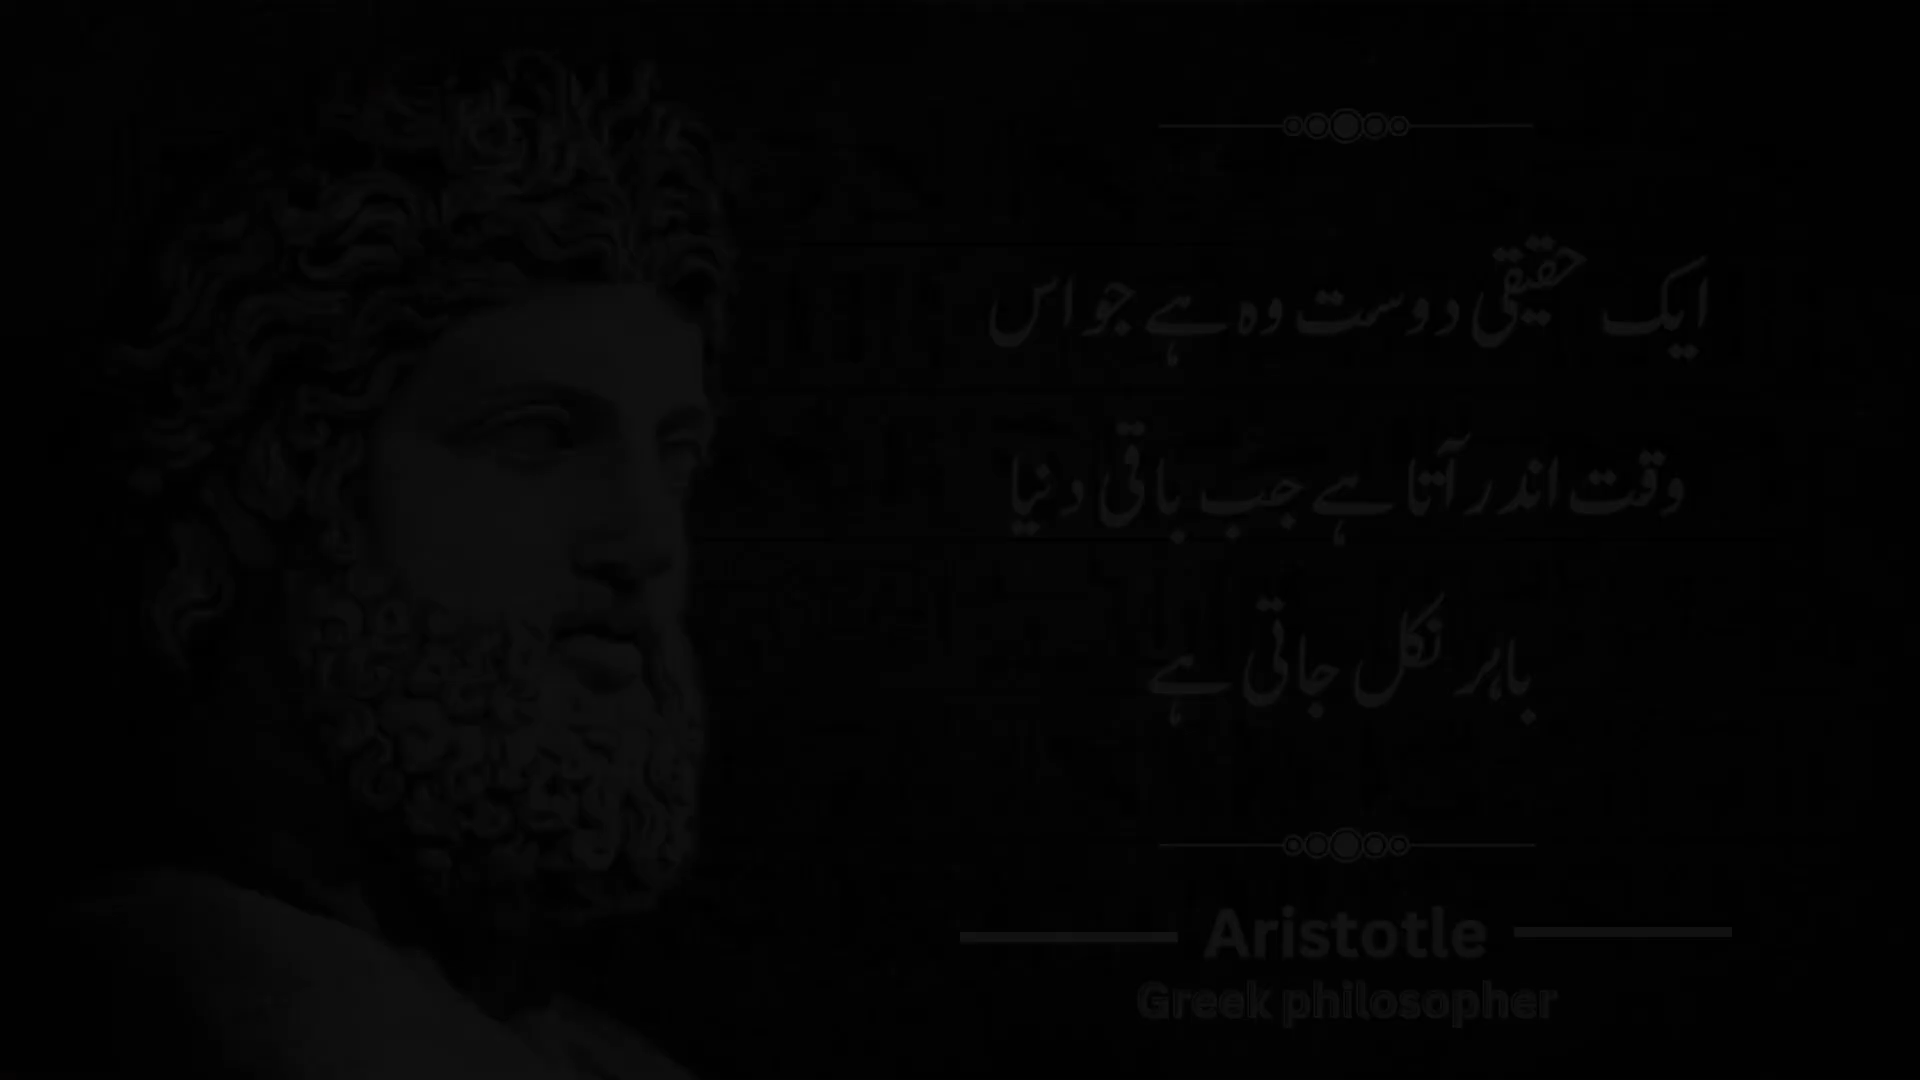 ایک حقیقی دوست وہ ہے جو اس
وقت اندر آتا ہے جب باقی دنیا
باہر نکل جاتی ہے
Aristotle
Greek philosopher